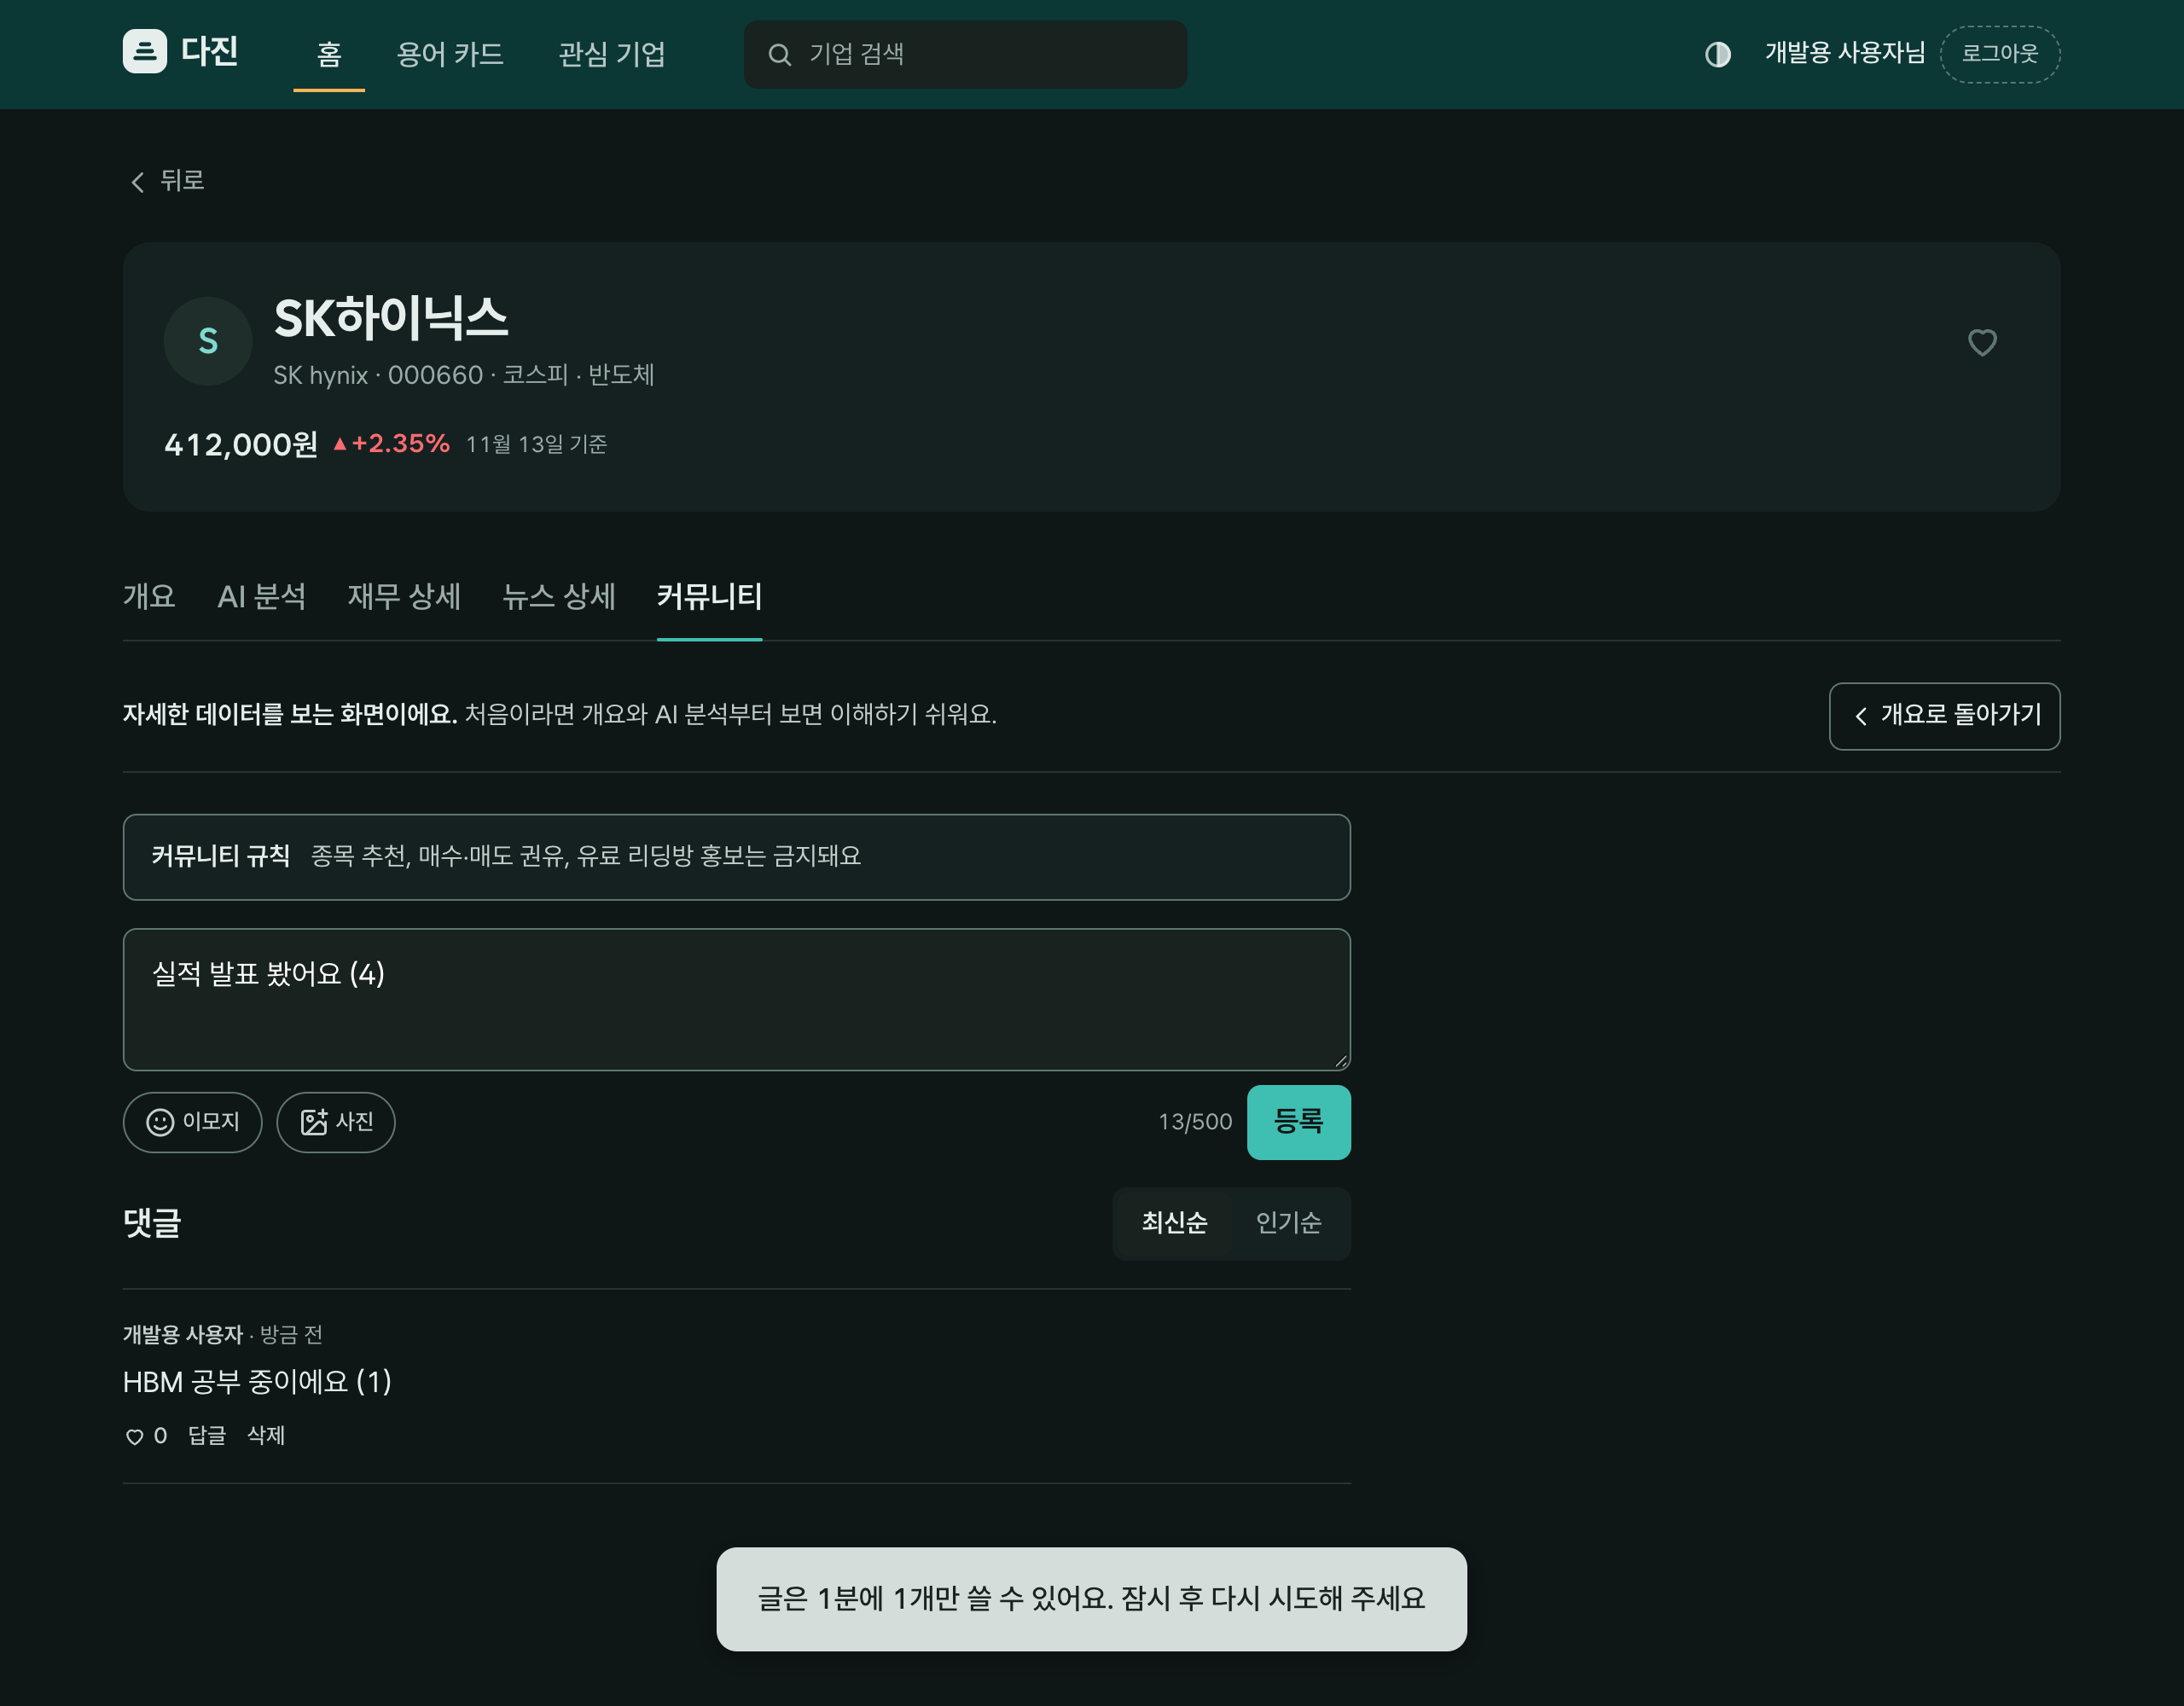 다진
홈
용어 카드
관심 기업
기업 검색
개발용 사용자님
로그아웃
뒤로
S
SK하이닉스
SK hynix · 000660 · 코스피 · 반도체
412,000원 ▲+2.35% 11월 13일 기준
개요
AI 분석
재무 상세
뉴스 상세
커뮤니티
자세한 데이터를 보는 화면이에요. 처음이라면 개요와 AI 분석부터 보면 이해하기 쉬워요.
개요로 돌아가기
커뮤니티 규칙 종목 추천, 매수·매도 권유, 유료 리딩방 홍보는 금지돼요
실적 발표 봤어요 (4)
이모지
사진
13/500
등록
댓글
최신순
인기순
개발용 사용자 · 방금 전
HBM 공부 중이에요 (1)
0 답글 삭제
글은 1분에 1개만 쓸 수 있어요. 잠시 후 다시 시도해 주세요